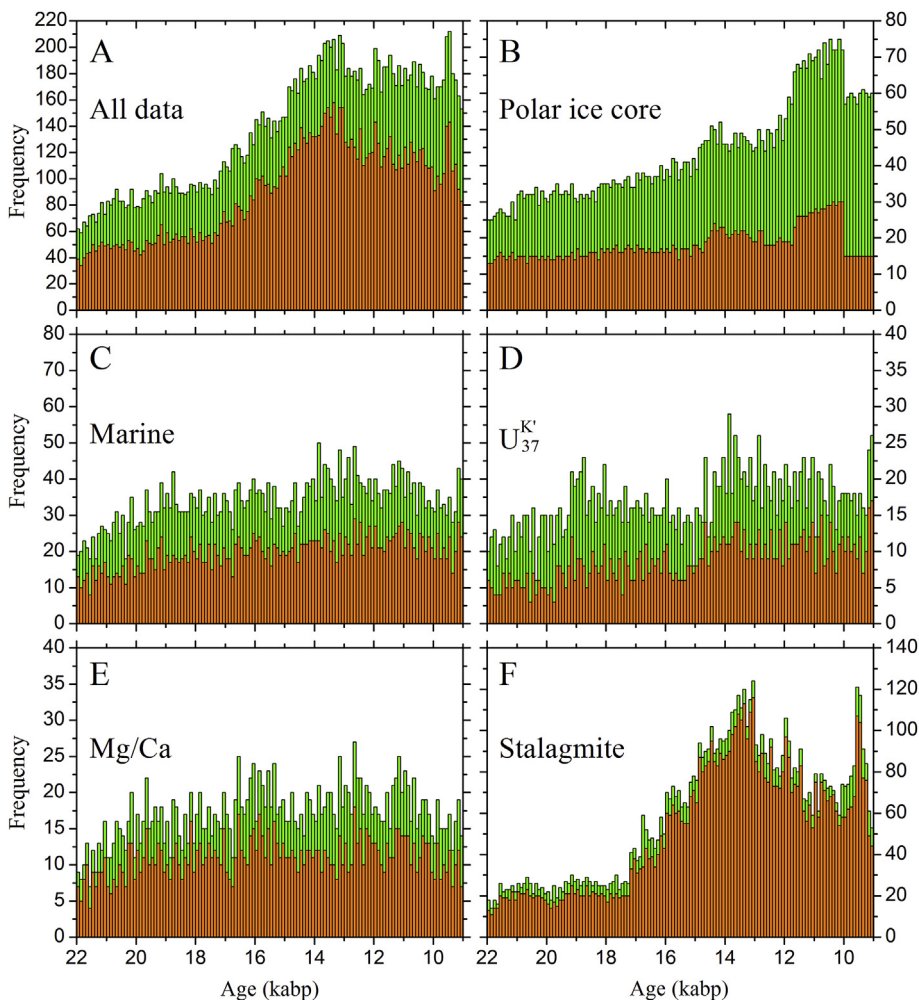 A
All data
Frequency
220
200
180
160
140
120
100
80
60
40
20
0
B
Polar ice core
80
70
60
50
40
30
20
10
0
C
Marine
Frequency
80
70
60
50
40
30
20
10
0
D
U37K'
40
35
30
25
20
15
10
5
0
E
Mg/Ca
Frequency
40
35
30
25
20
15
10
5
0
22 20 18 16 14 12 10
Age (kabp)
F
Stalagmite
140
120
100
80
60
40
20
0
22 20 18 16 14 12 10
Age (kabp)